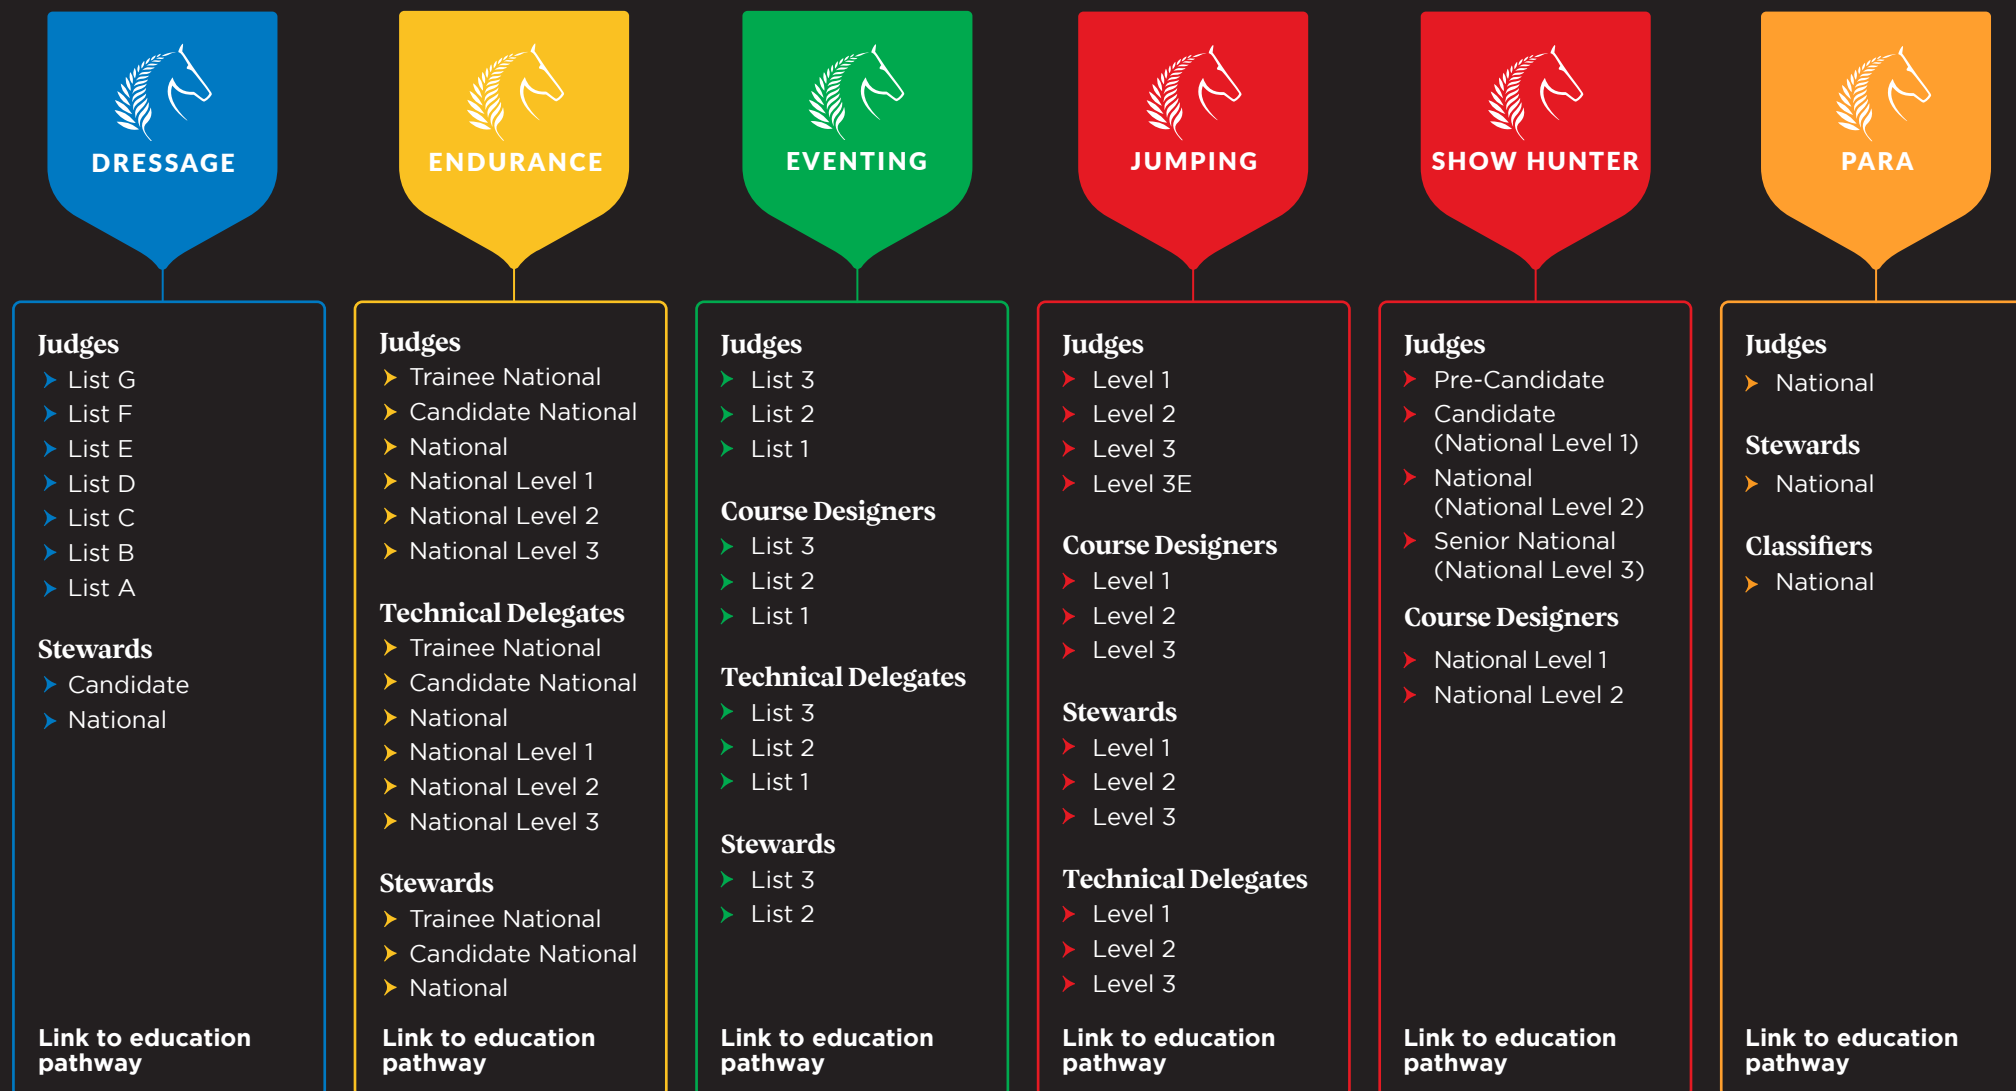 DRESSAGE
Judges
List G
List F
List E
List D
List C
List B
List A
Stewards
Candidate
National
Link to education
pathway
ENDURANCE
Judges
Trainee National
Candidate National
National
National Level 1
National Level 2
National Level 3
Technical Delegates
Trainee National
Candidate National
National
National Level 1
National Level 2
National Level 3
Stewards
Trainee National
Candidate National
National
Link to education
pathway
EVENTING
Judges
List 3
List 2
List 1
Course Designers
List 3
List 2
List 1
Technical Delegates
List 3
List 2
List 1
Stewards
List 3
List 2
Link to education
pathway
JUMPING
Judges
Level 1
Level 2
Level 3
Level 3E
Course Designers
Level 1
Level 2
Level 3
Stewards
Level 1
Level 2
Level 3
Technical Delegates
Level 1
Level 2
Level 3
Link to education
pathway
SHOW HUNTER
Judges
Pre-Candidate
Candidate
(National Level 1)
National
(National Level 2)
Senior National
(National Level 3)
Course Designers
National Level 1
National Level 2
Link to education
pathway
PARA
Judges
National
Stewards
National
Classifiers
National
Link to education
pathway